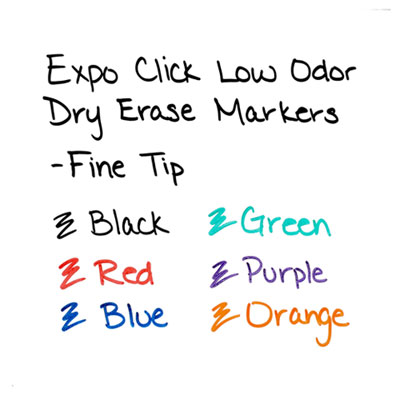 Expo Click Low Odor
Dry Erase Markers
-Fine Tip
Black Green
Red Purple
Blue Orange